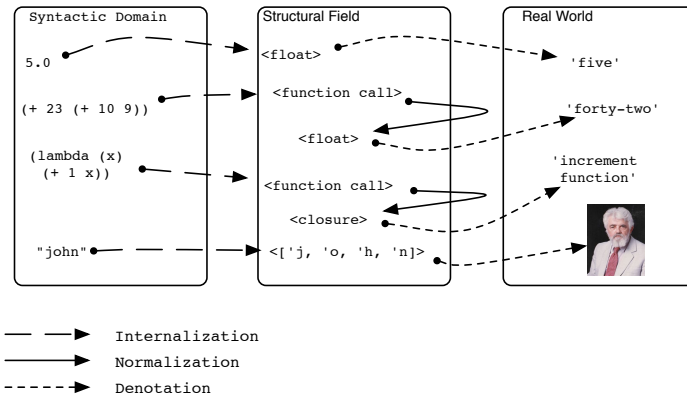 Syntactic Domain
Structural Field
Real World
5.0
<float>
'five'
(+ 23 (+ 10 9))
<function call>
'forty-two'
<float>
(lambda (x)
(+ 1 x))
<function call>
'increment
function'
<closure>
"john"
<['j, 'o, 'h, 'n]>
Internalization
Normalization
Denotation